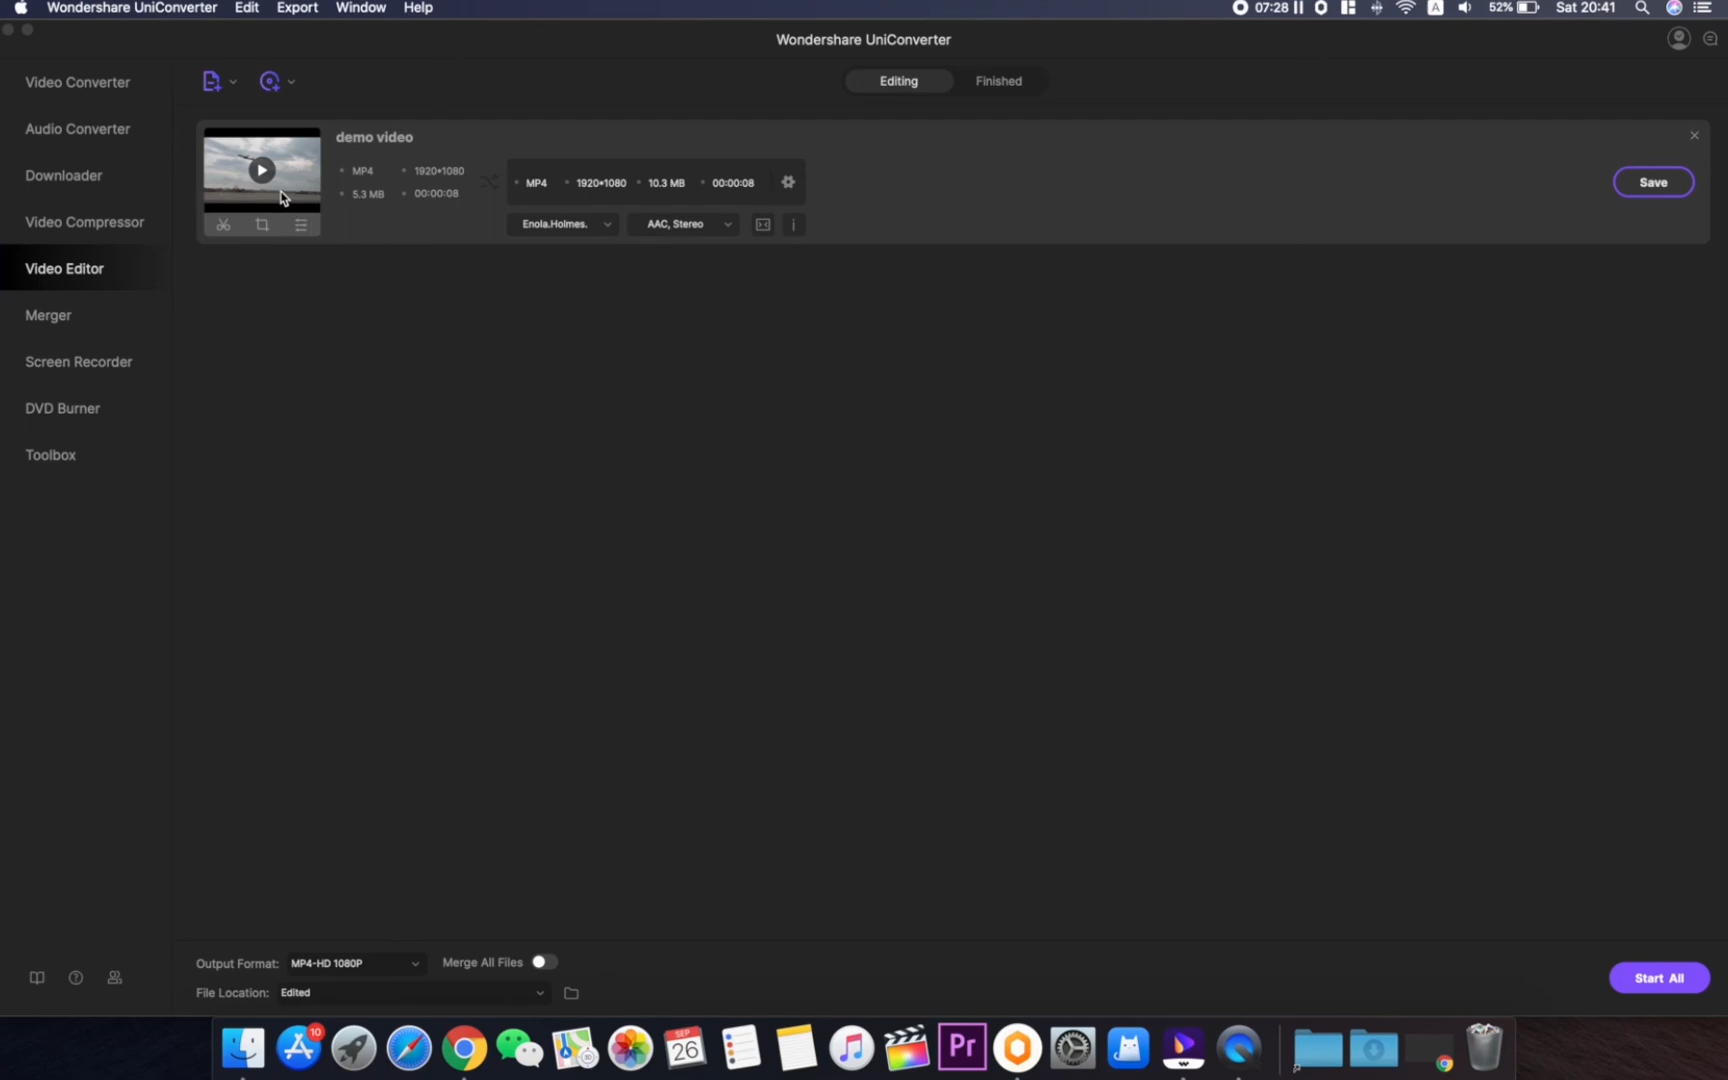 Wondershare UniConverter Edit Export Window Help 07:28 A 52% Sat 20:41
Wondershare UniConverter
Video Converter
Audio Converter
Downloader
Video Compressor
Video Editor
Merger
Screen Recorder
DVD Burner
Toolbox
Editing Finished
demo video
MP4 1920*1080
5.3 MB 00:00:08
MP4 1920*1080 10.3 MB 00:00:08
Enola.Holmes. AAC, Stereo
Save
Output Format: MP4-HD 1080P Merge All Files
File Location: Edited
Start All
10
SEP
26
Pr